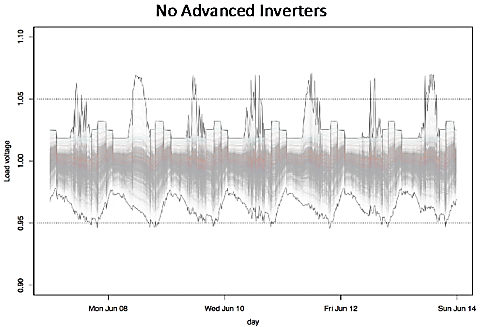 No Advanced Inverters
1.10
1.05
1.00
0.95
0.90
Load voltage
Mon Jun 08 Wed Jun 10 Fri Jun 12 Sun Jun 14
day